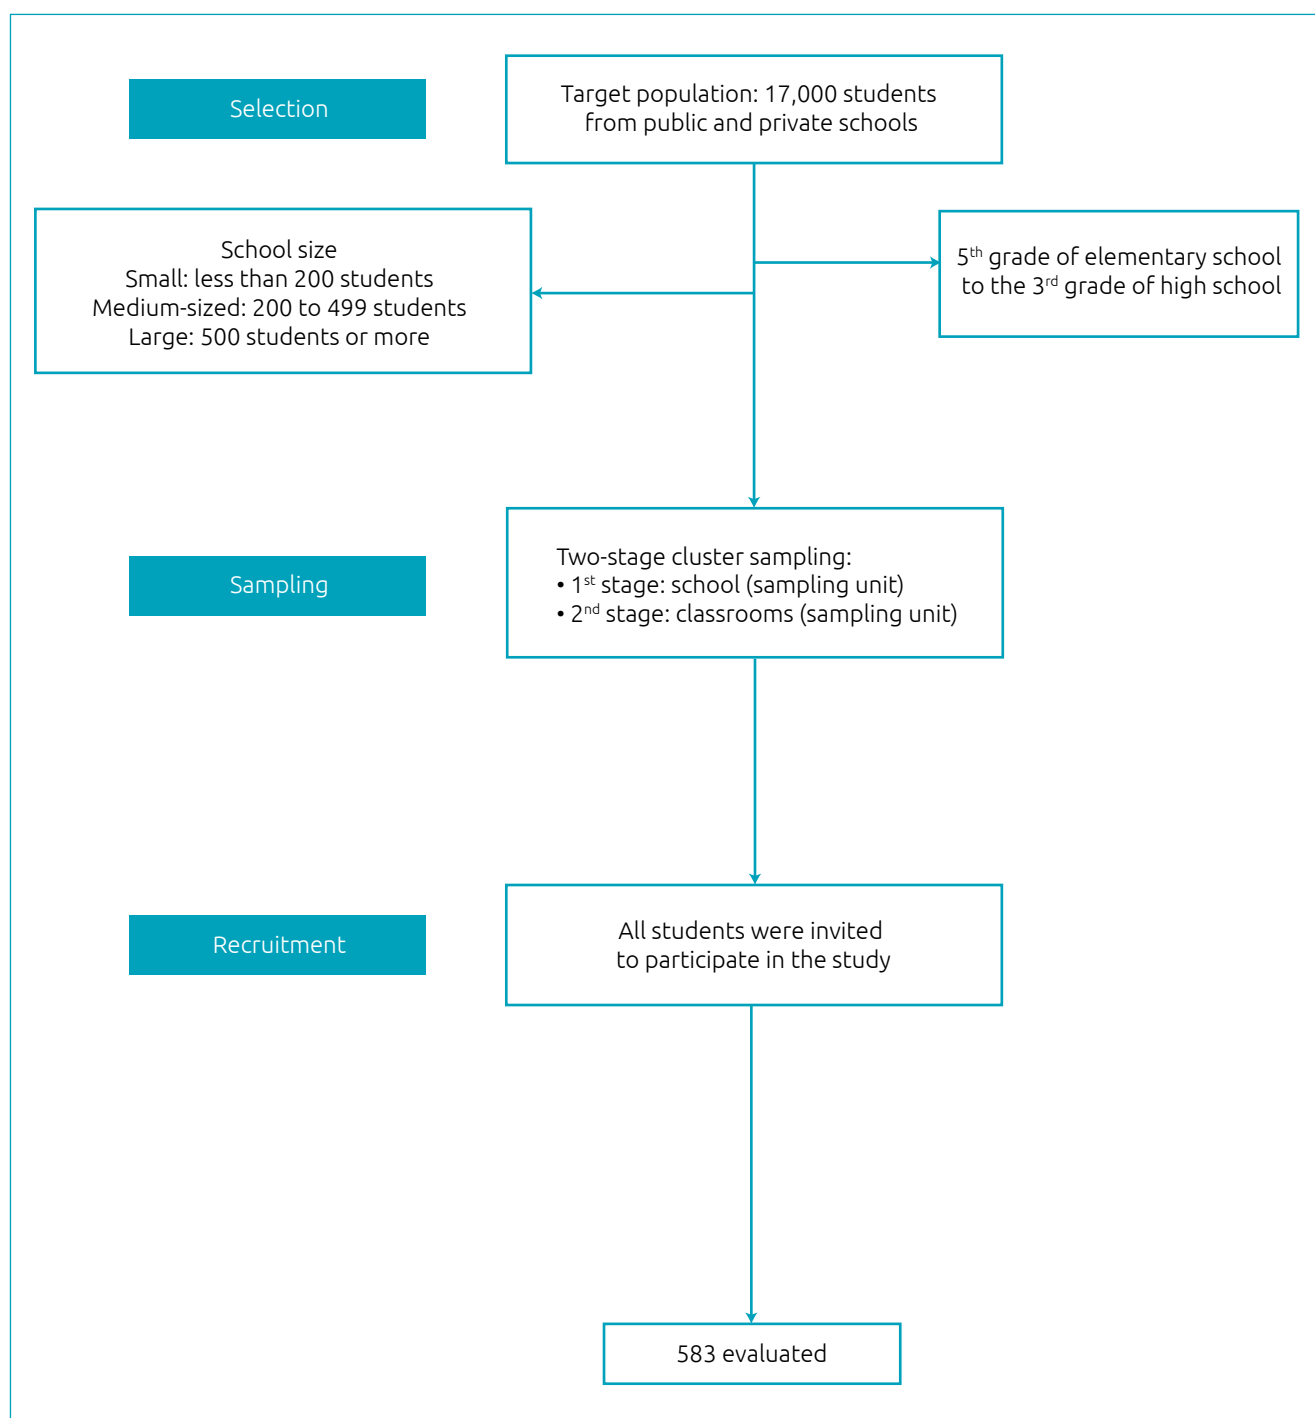 Selection
Target population: 17,000 students
from public and private schools
School size
Small: less than 200 students
Medium-sized: 200 to 499 students
Large: 500 students or more
5th grade of elementary school
to the 3rd grade of high school
Sampling
Two-stage cluster sampling:
• 1st stage: school (sampling unit)
• 2nd stage: classrooms (sampling unit)
Recruitment
All students were invited
to participate in the study
583 evaluated